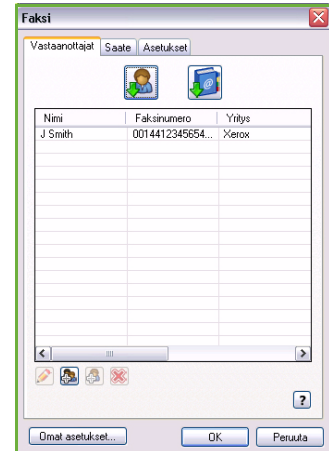 Faksi
Vastaanottajat Saate Asetukset
Nimi Faksinumero Yritys
J Smith 0014412345654... Xerox
Omat asetukset... OK Peruuta